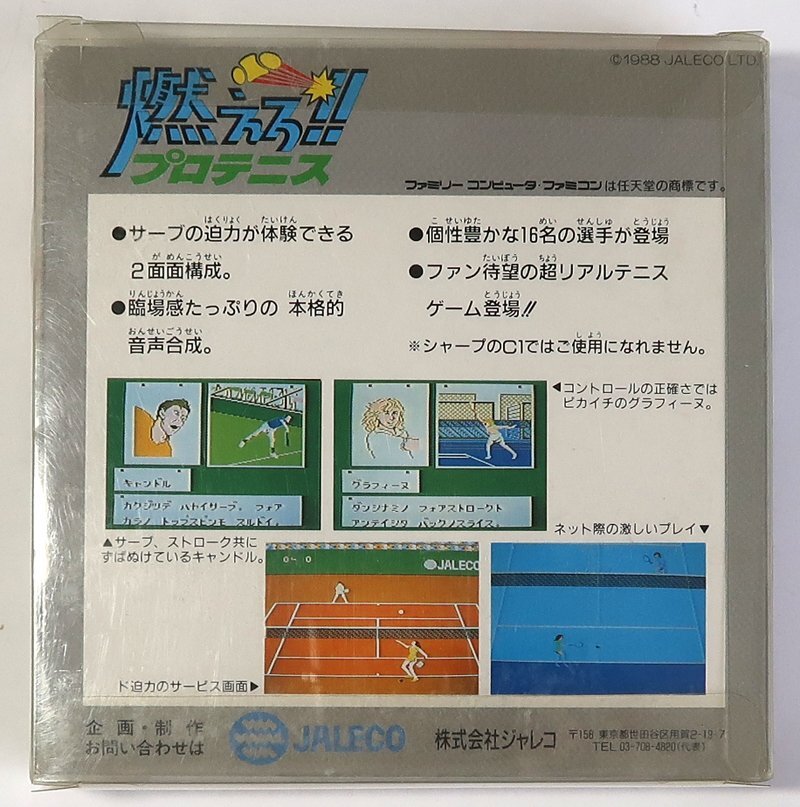 ©1988 JALECO LTD.
燃えろ!!
プロテニス
ファミリーコンピュータ・ファミコンは任天堂の商標です。
●サーブの迫力が体験できる
2面面構成。
●臨場感たっぷりの 本格的
音声合成。
●個性豊かな16名の選手が登場
●ファン待望の超リアルテニス
ゲーム登場!!
※シャープのC1ではご使用になれません。
◀コントロールの正確さでは
ピカイチのグラフィーヌ。
キャンドル
カクジツデ ハヤイサーブ。 フォア
カラノ トップスピンモ スルドイ。
グラフィーヌ
ダンジナミノ フォアストロークト
アンテイシタ バックノスライス。
▲サーブ、ストローク共に
ずばぬけているキャンドル。
ネット際の激しいプレイ▼
JALECO
ド迫力のサービス画面▶
企画・制作
お問い合わせは
JALECO
株式会社ジャレコ
〒158 東京都世田谷区用賀2-19-7
TEL 03-708-4820(代表)